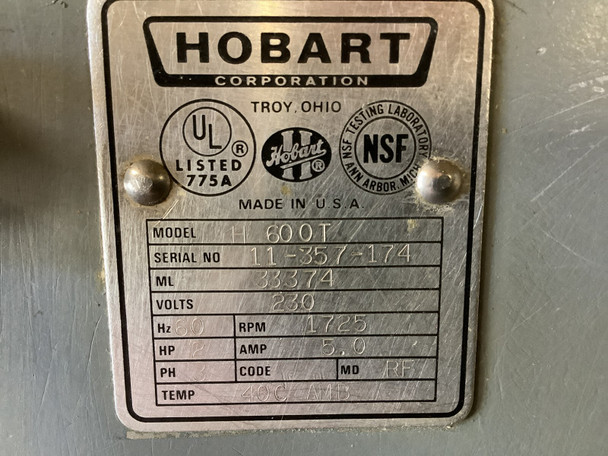 HOBART
CORPORATION
TROY, OHIO
UL
®
LISTED
775A
Hobart
®
NSF TESTING LABORATORY
NSF
ANN ARBOR, MICH.
MADE IN U.S.A.
MODEL H 600T
SERIAL NO 11-357-174
ML 33374
VOLTS 230
Hz 60 RPM 1725
HP AMP 5.0
PH CODE MD RF
TEMP 40C AMB